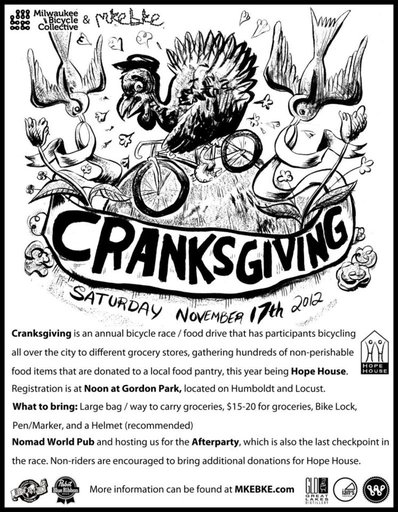 Milwaukee
Bicycle
Collective
& mkebke
CRANKSGIVING
SATURDAY NOVEMBER 17th 2012
Cranksgiving is an annual bicycle race / food drive that has participants bicycling
all over the city to different grocery stores, gathering hundreds of non-perishable
food items that are donated to a local food pantry, this year being Hope House.
HOPE
HOUSE
Registration is at Noon at Gordon Park, located on Humboldt and Locust.
What to bring: Large bag / way to carry groceries, $15-20 for groceries, Bike Lock,
Pen/Marker, and a Helmet (recommended)
Nomad World Pub and hosting us for the Afterparty, which is also the last checkpoint in
the race. Non-riders are encouraged to bring additional donations for Hope House.
Pabst
Blue Ribbon
More information can be found at MKEBKE.com
GREAT
LAKES
DISTILLERY